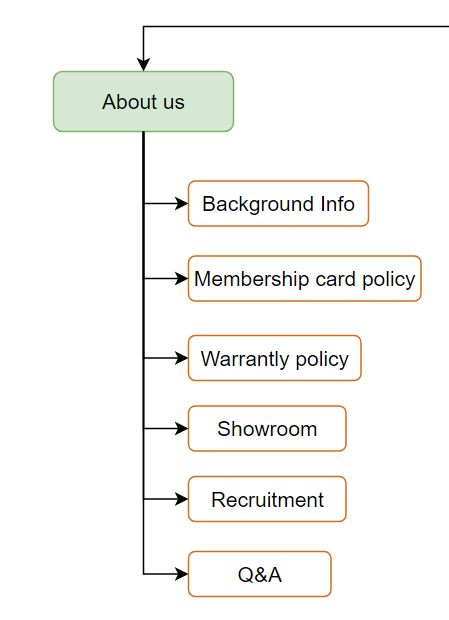 About us
Background Info
Membership card policy
Warrantly policy
Showroom
Recruitment
Q&A